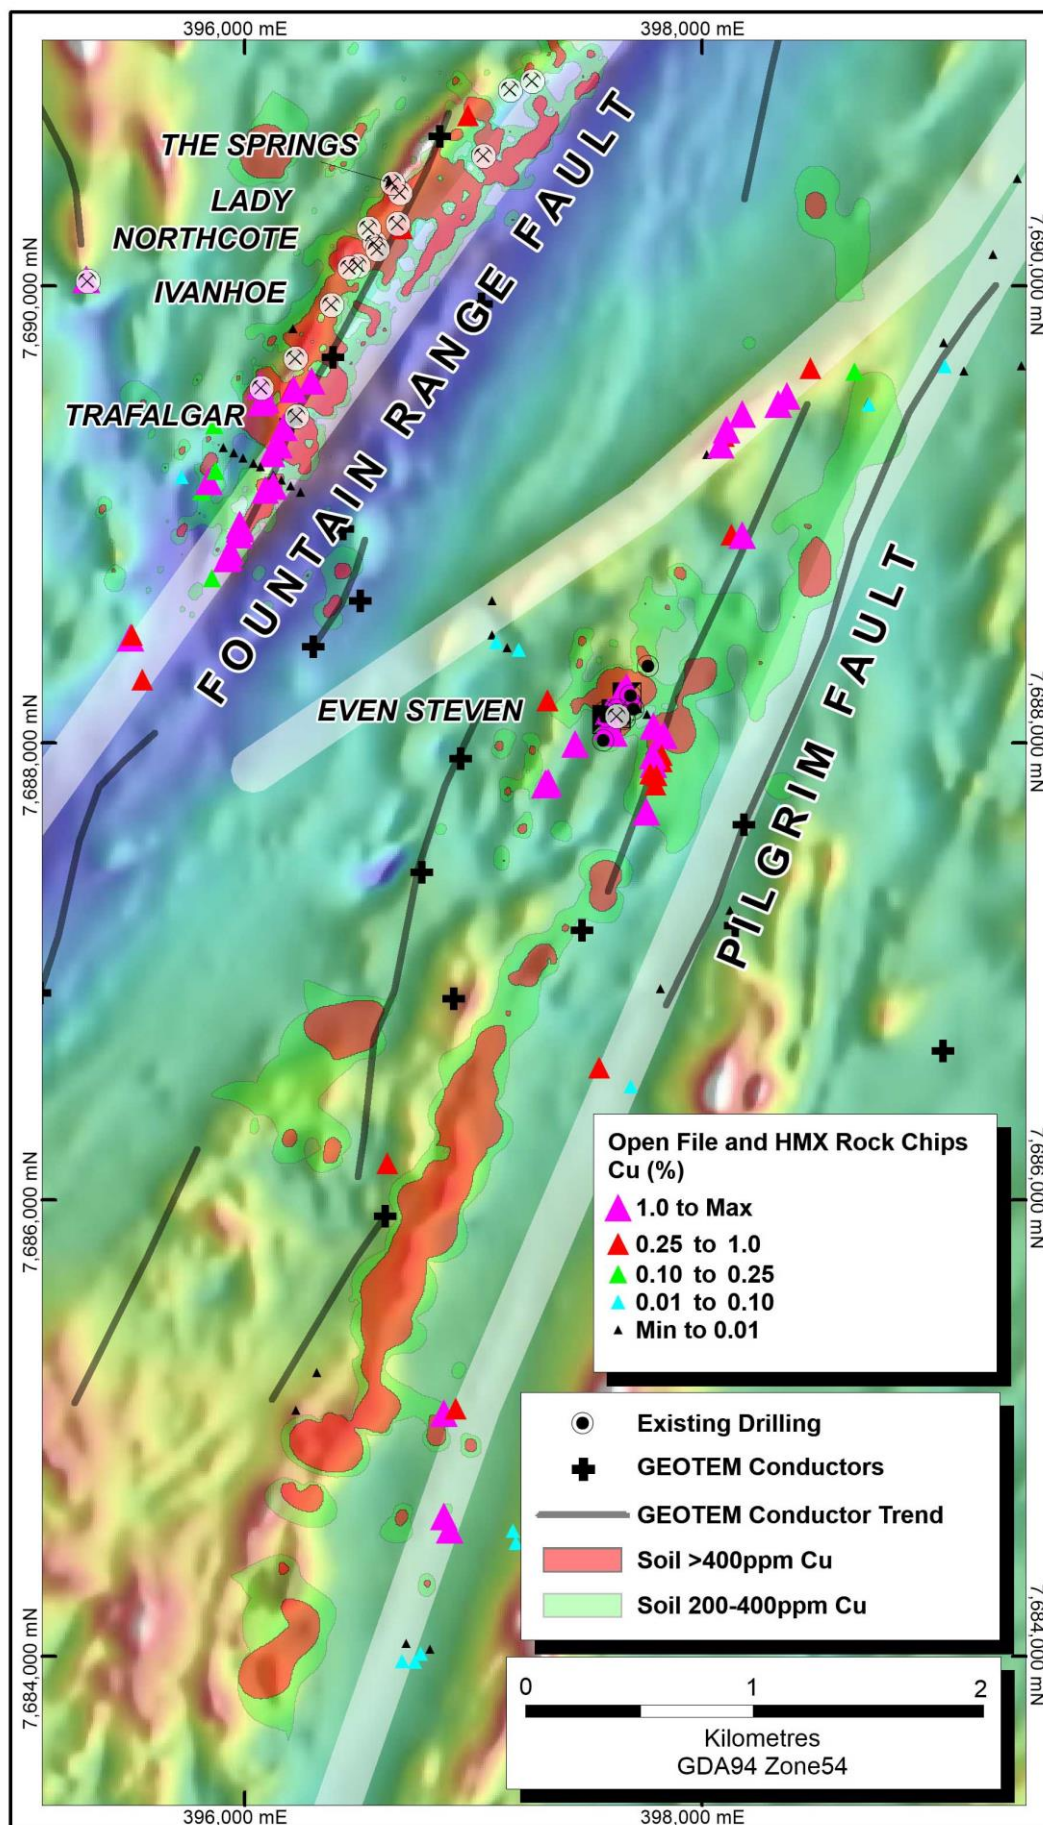 396,000 mE
398,000 mE
THE SPRINGS
LADY
NORTHCOTE
IVANHOE
TRAFALGAR
FOUNTAIN RANGE FAULT
7,690,000 mN
7,690,000 mN
EVEN STEVEN
PILGRIM FAULT
7,688,000 mN
7,688,000 mN
Open File and HMX Rock Chips
Cu (%)
1.0 to Max
0.25 to 1.0
0.10 to 0.25
0.01 to 0.10
Min to 0.01
7,686,000 mN
7,686,000 mN
Existing Drilling
GEOTEM Conductors
GEOTEM Conductor Trend
Soil >400ppm Cu
Soil 200-400ppm Cu
7,684,000 mN
7,684,000 mN
0 1 2
Kilometres
GDA94 Zone54
396,000 mE
398,000 mE